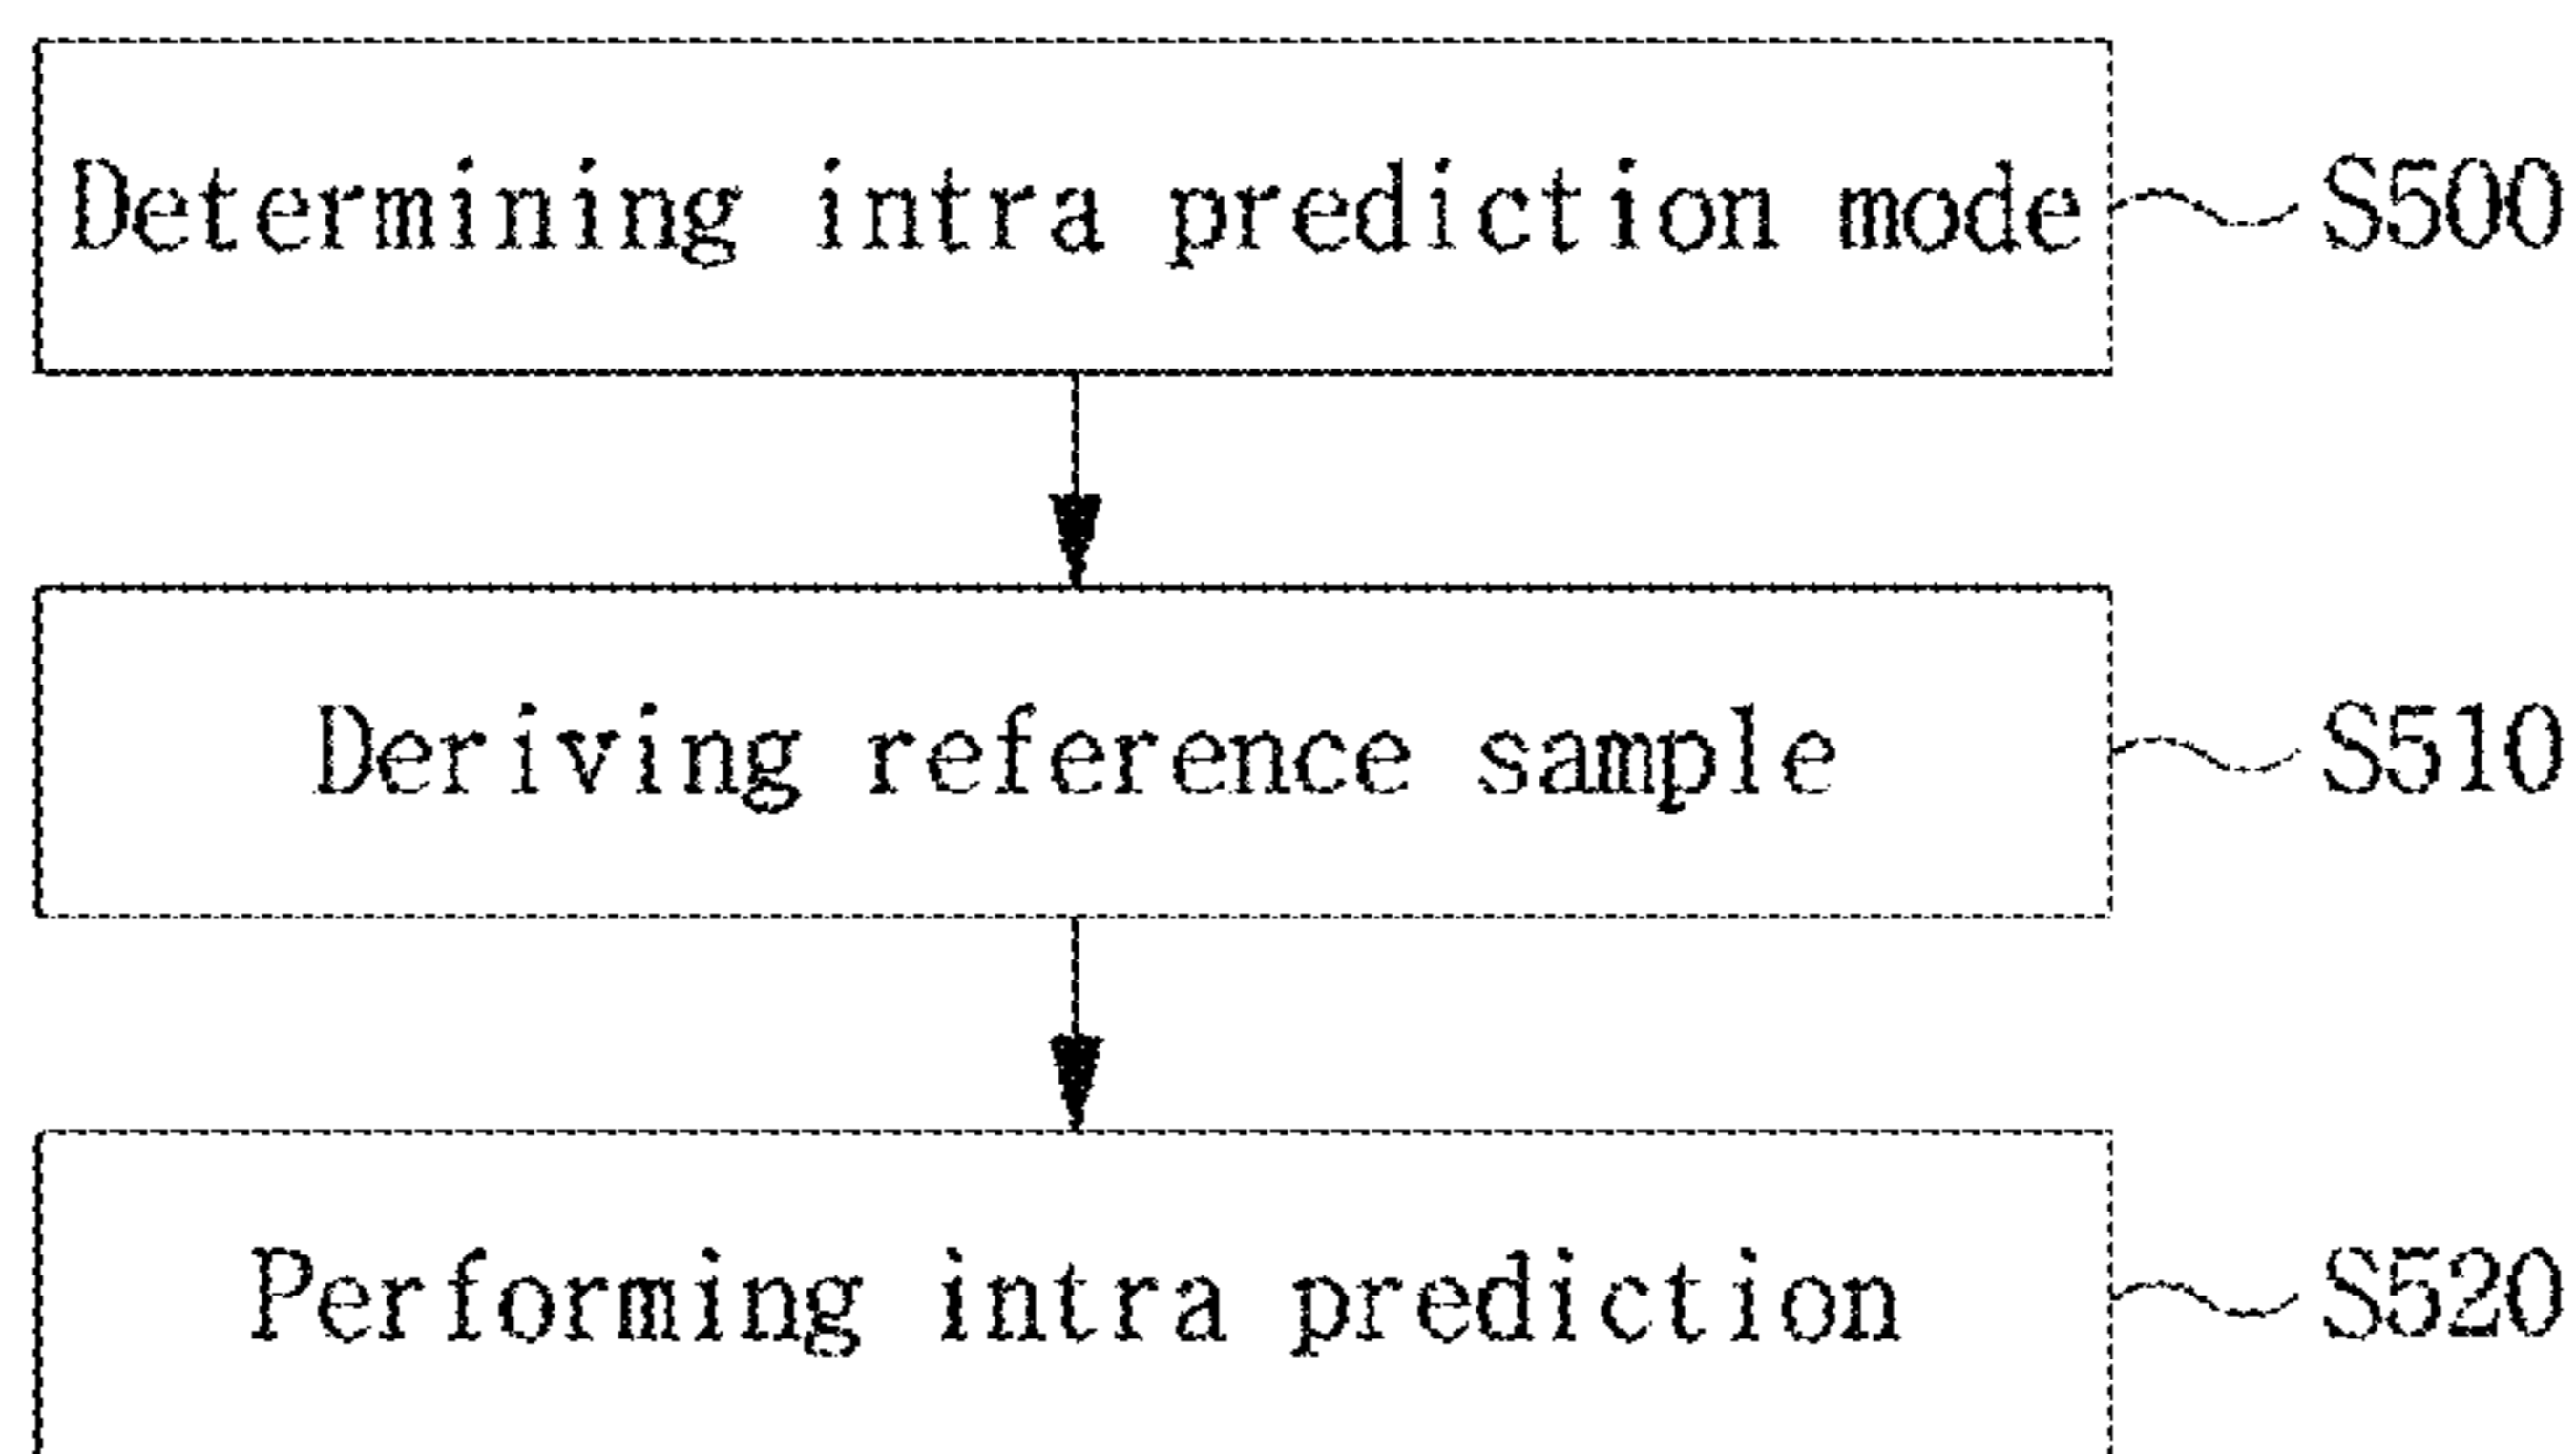 Determining intra prediction mode S500
Deriving reference sample S510
Performing intra prediction S520